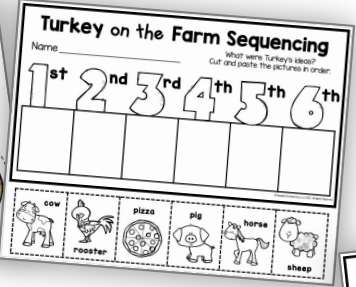 Turkey on the Farm Sequencing
Name
What were Turkey's ideas?
Cut and paste the pictures in order.
1st 2nd 3rd 4th 5th 6th
cow rooster pizza pig horse sheep